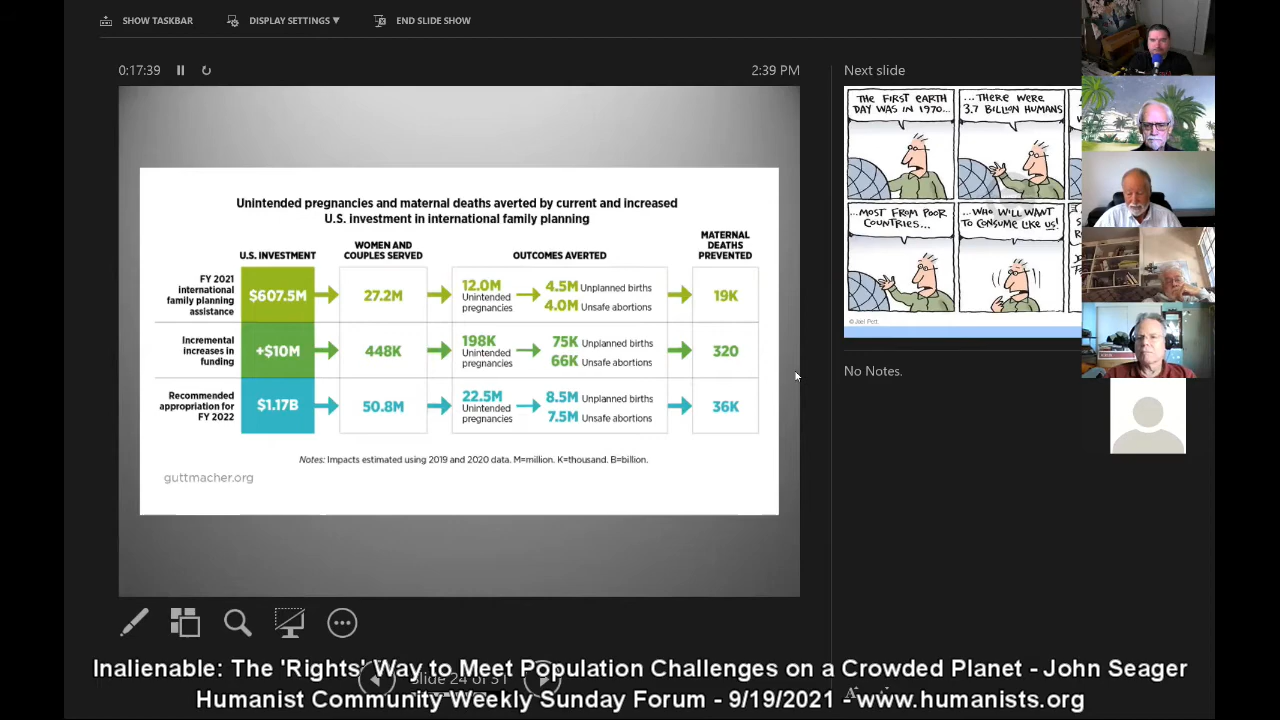 SHOW TASKBAR
DISPLAY SETTINGS ▼
END SLIDE SHOW
0:17:39
2:39 PM
Unintended pregnancies and maternal deaths averted by current and increased
U.S. investment in international family planning
U.S. INVESTMENT
WOMEN AND
COUPLES SERVED
OUTCOMES AVERTED
MATERNAL
DEATHS
PREVENTED
FY 2021
international
family planning
assistance
$607.5M
27.2M
12.0M
Unintended
pregnancies
4.5M Unplanned births
4.0M Unsafe abortions
19K
Incremental
increases in
funding
+$10M
448K
198K
Unintended
pregnancies
75K Unplanned births
66K Unsafe abortions
320
Recommended
appropriation for
FY 2022
$1.17B
50.8M
22.5M
Unintended
pregnancies
8.5M Unplanned births
7.5M Unsafe abortions
36K
Notes: Impacts estimated using 2019 and 2020 data. M=million. K=thousand. B=billion.
guttmacher.org
Next slide
THE FIRST EARTH
DAY WAS IN 1970...
...THERE WERE
3.7 BILLION HUMANS
...MOST FROM POOR
COUNTRIES...
...WHO WILL WANT
TO CONSUME LIKE US!
©Joel Pett
No Notes.
Slide 24 of 31
Inalienable: The 'Rights' Way to Meet Population Challenges on a Crowded Planet - John Seager
Humanist Community Weekly Sunday Forum - 9/19/2021 - www.humanists.org